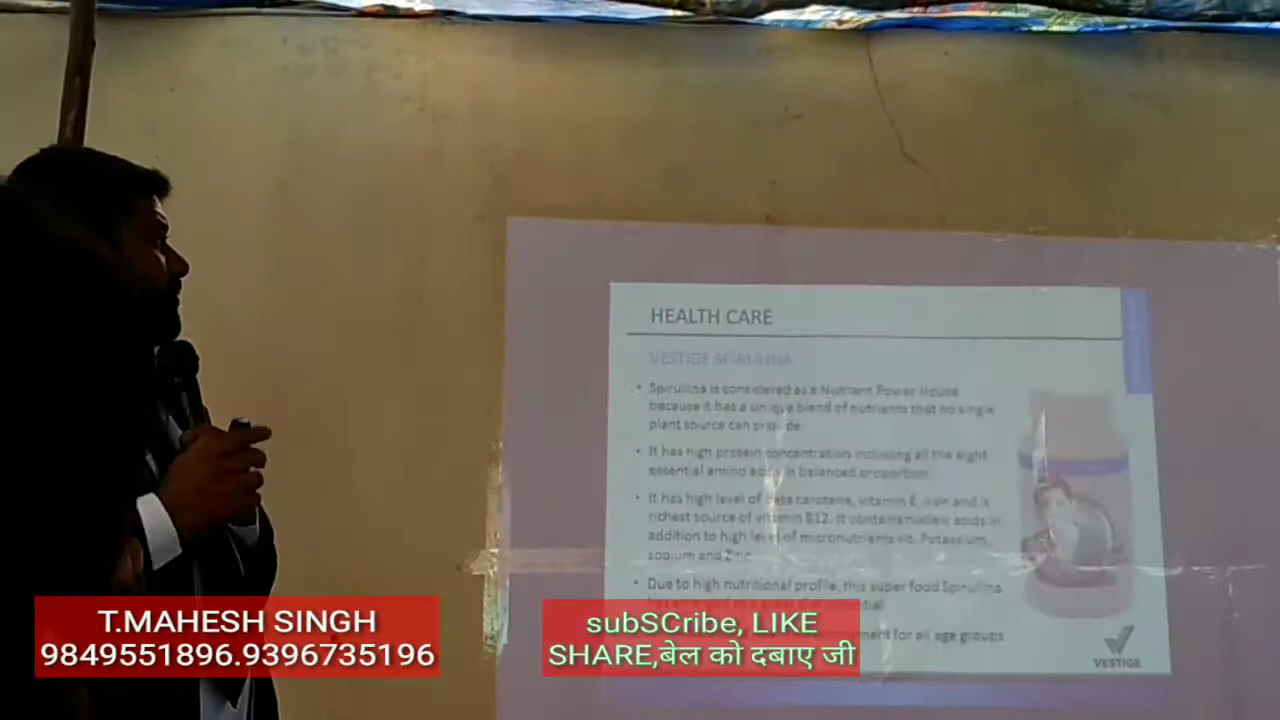 HEALTH CARE
VESTIGE SPIRULINA
• Spirulina is considered as a Nutrient Power House
because it has a unique blend of nutrients that no single
plant source can provide
• It has high protein concentration including all the eight
essential amino acids in balanced proportion
• It has high level of beta carotene, vitamin E, iron and is
richest source of vitamin B12. It contains nucleic acids in
addition to high level of micronutrients viz. Potassium,
sodium and Zinc
• Due to high nutritional profile, this super food Spirulina
for all age groups
VESTIGE
T.MAHESH SINGH
9849551896.9396735196
subSCribe, LIKE
SHARE,बेल को दबाए जी